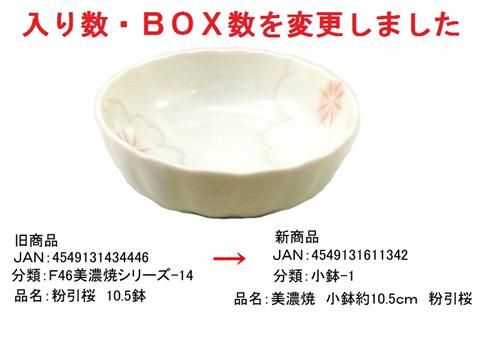 入り数・ＢＯＸ数を変更しました
旧商品
ＪＡＮ：4549131434446
分類：Ｆ46美濃焼シリーズ-14
品名：粉引桜　10.5鉢
→
新商品
ＪＡＮ：4549131611342
分類：小鉢-1
品名：美濃焼　小鉢約10.5ｃｍ　粉引桜